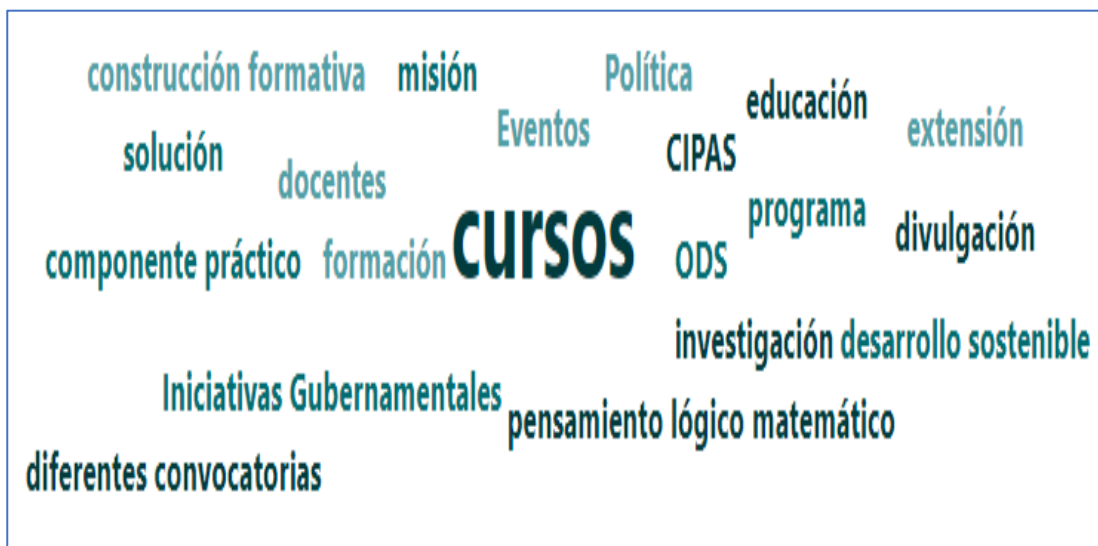 construcción formativa
misión
Política
educación
Eventos
extensión
solución
CIPAS
docentes
programa
divulgación
cursos
componente práctico
formación
ODS
investigación
desarrollo sostenible
Iniciativas Gubernamentales
pensamiento lógico matemático
diferentes convocatorias